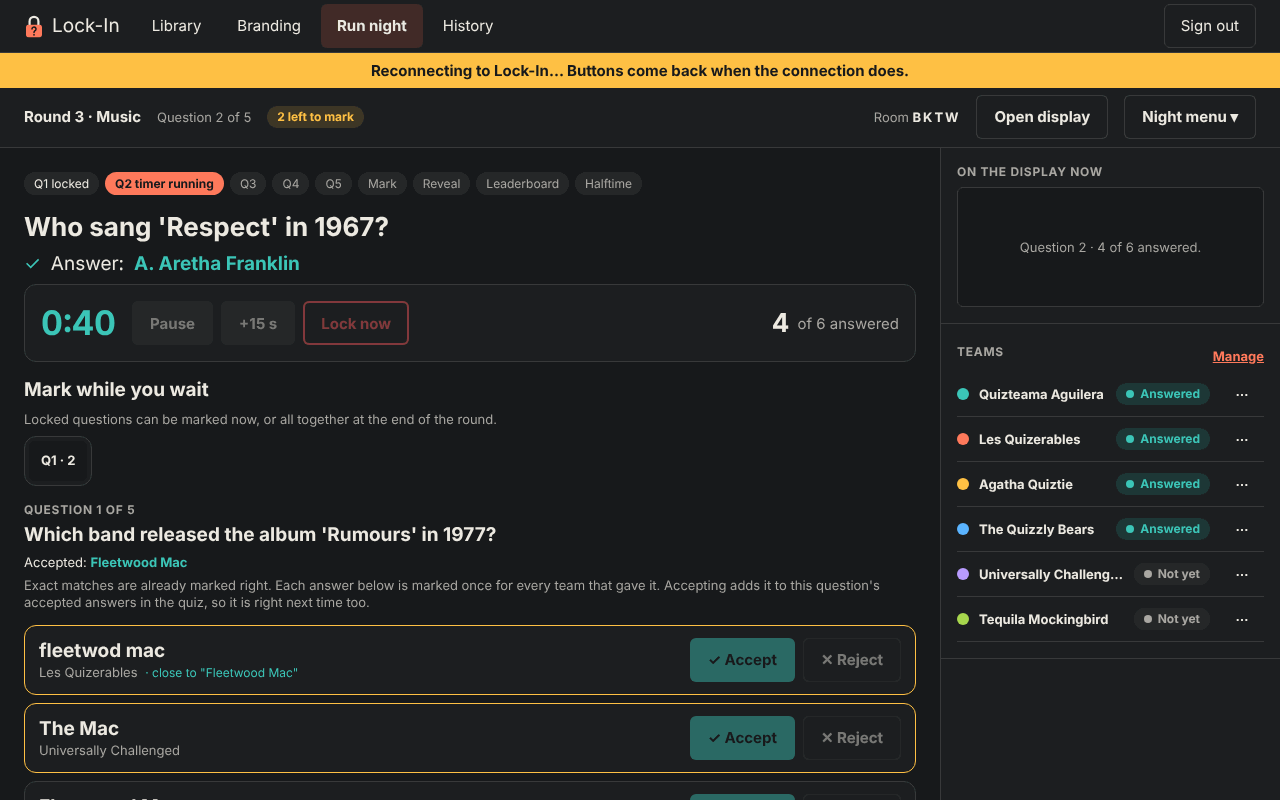 Lock-In
Library
Branding
Run night
History
Sign out
Reconnecting to Lock-In... Buttons come back when the connection does.
Round 3 · Music
Question 2 of 5
2 left to mark
Room BKTW
Open display
Night menu ▾
Q1 locked
Q2 timer running
Q3
Q4
Q5
Mark
Reveal
Leaderboard
Halftime
Who sang 'Respect' in 1967?
✓ Answer: A. Aretha Franklin
0:40
Pause
+15 s
Lock now
4 of 6 answered
Mark while you wait
Locked questions can be marked now, or all together at the end of the round.
Q1 · 2
QUESTION 1 OF 5
Which band released the album 'Rumours' in 1977?
Accepted: Fleetwood Mac
Exact matches are already marked right. Each answer below is marked once for every team that gave it. Accepting adds it to this question's
accepted answers in the quiz, so it is right next time too.
fleetwod mac
Les Quizerables · close to "Fleetwood Mac"
✓ Accept
✕ Reject
The Mac
Universally Challenged
✓ Accept
✕ Reject
ON THE DISPLAY NOW
Question 2 · 4 of 6 answered.
TEAMS
Manage
Quizteama Aguilera
Answered
Les Quizerables
Answered
Agatha Quiztie
Answered
The Quizzly Bears
Answered
Universally Challeng...
Not yet
Tequila Mockingbird
Not yet